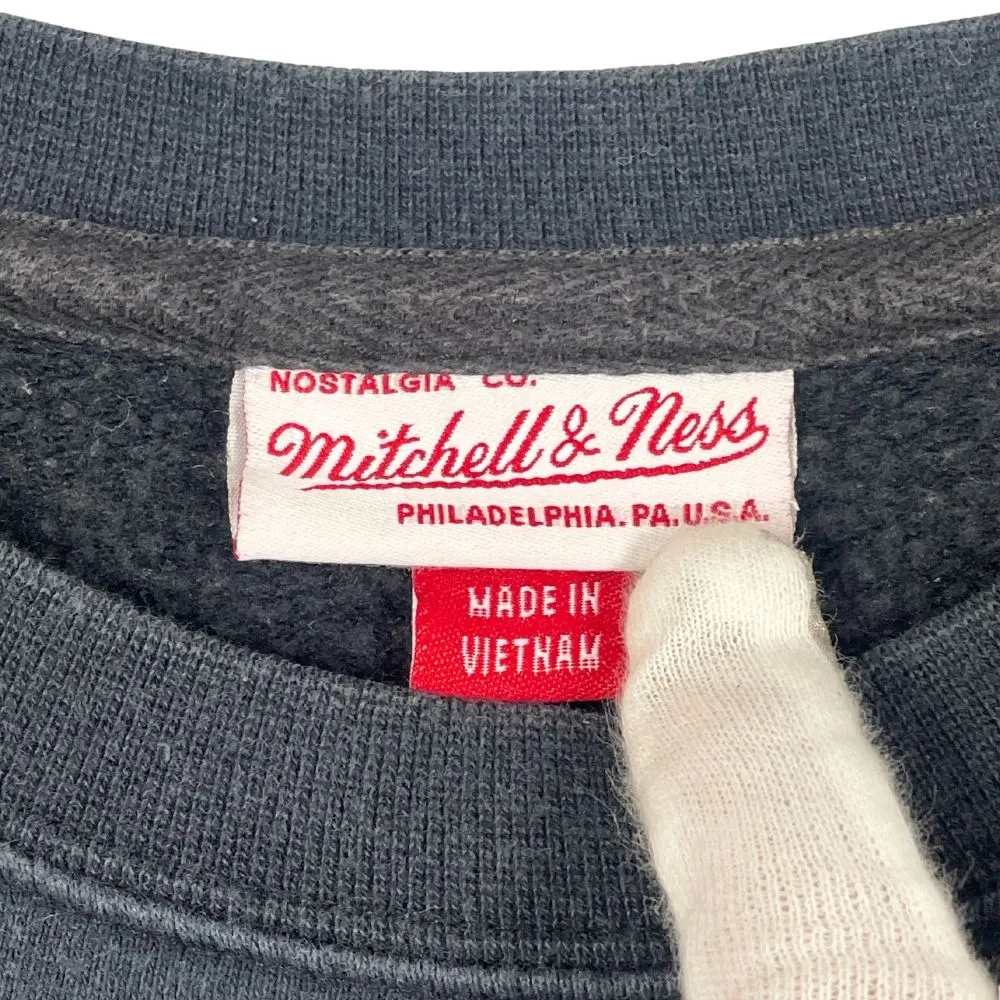 NOSTALGIA CO.
Mitchell & Ness
PHILADELPHIA. PA. U.S.A.
MADE IN
VIETNAM